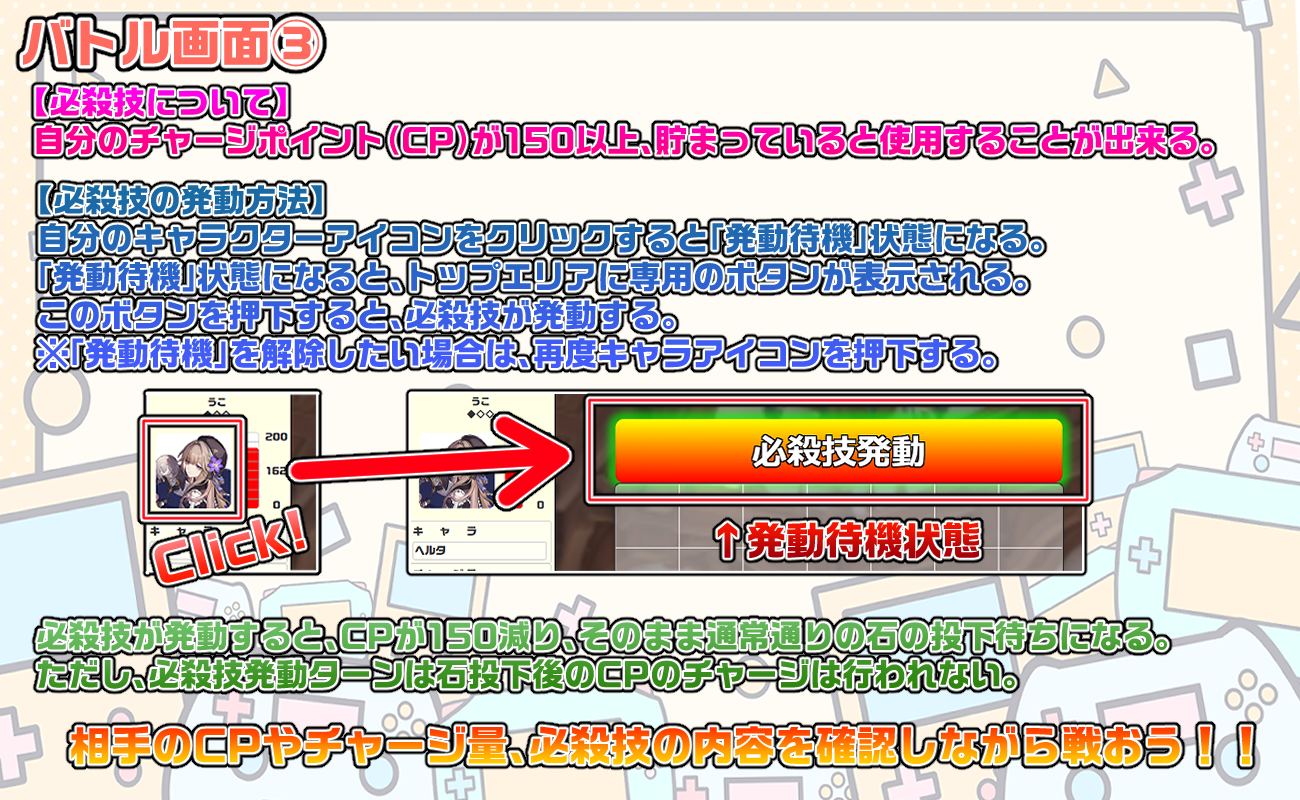 バトル画面③
【必殺技について】
自分のチャージポイント(CP)が150以上、貯まっていると使用することが出来る。
【必殺技の発動方法】
自分のキャラクターアイコンをクリックすると「発動待機」状態になる。
「発動待機」状態になると、トップエリアに専用のボタンが表示される。
このボタンを押下すると、必殺技が発動する。
※「発動待機」を解除したい場合は、再度キャラアイコンを押下する。
うこ
◆◇◇
200
162
0
キャラ
Click!
うこ
◆◇◇
0
キャラ
ヘルタ
必殺技発動
↑発動待機状態
必殺技が発動すると、CPが150減り、そのまま通常通りの石の投下待ちになる。
ただし、必殺技発動ターンは石投下後のCPのチャージは行われない。
相手のCPやチャージ量、必殺技の内容を確認しながら戦おう！！